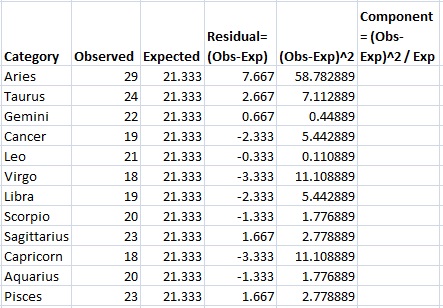 Component
Residual= = (Obs-
Category Observed Expected (Obs-Exp) (Obs-Exp)^2 Exp)^2 / Exp
Aries 29 21.333 7.667 58.782889
Taurus 24 21.333 2.667 7.112889
Gemini 22 21.333 0.667 0.44889
Cancer 19 21.333 -2.333 5.442889
Leo 21 21.333 -0.333 0.110889
Virgo 18 21.333 -3.333 11.108889
Libra 19 21.333 -2.333 5.442889
Scorpio 20 21.333 -1.333 1.776889
Sagittarius 23 21.333 1.667 2.778889
Capricorn 18 21.333 -3.333 11.108889
Aquarius 20 21.333 -1.333 1.776889
Pisces 23 21.333 1.667 2.778889